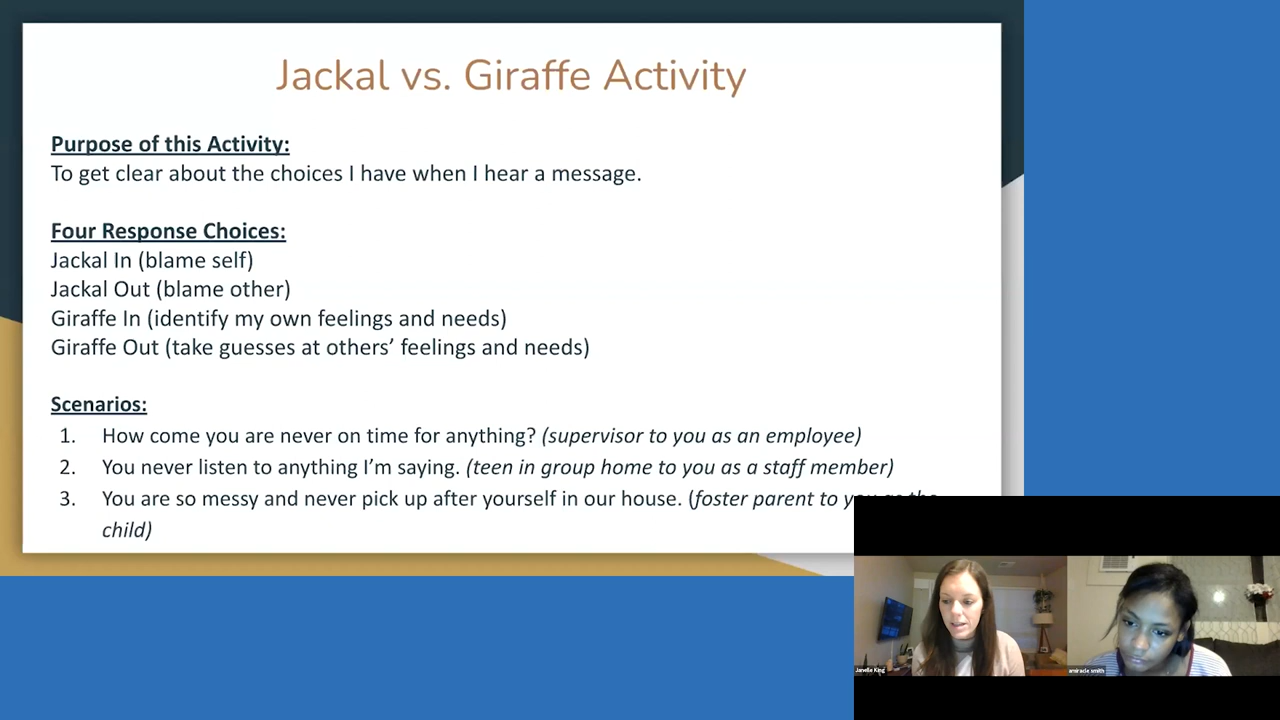 Jackal vs. Giraffe Activity
Purpose of this Activity:
To get clear about the choices I have when I hear a message.
Four Response Choices:
Jackal In (blame self)
Jackal Out (blame other)
Giraffe In (identify my own feelings and needs)
Giraffe Out (take guesses at others’ feelings and needs)
Scenarios:
1. How come you are never on time for anything? (supervisor to you as an employee)
2. You never listen to anything I’m saying. (teen in group home to you as a staff member)
3. You are so messy and never pick up after yourself in our house. (foster parent to you as the
child)
Janelle King
amiracle smith